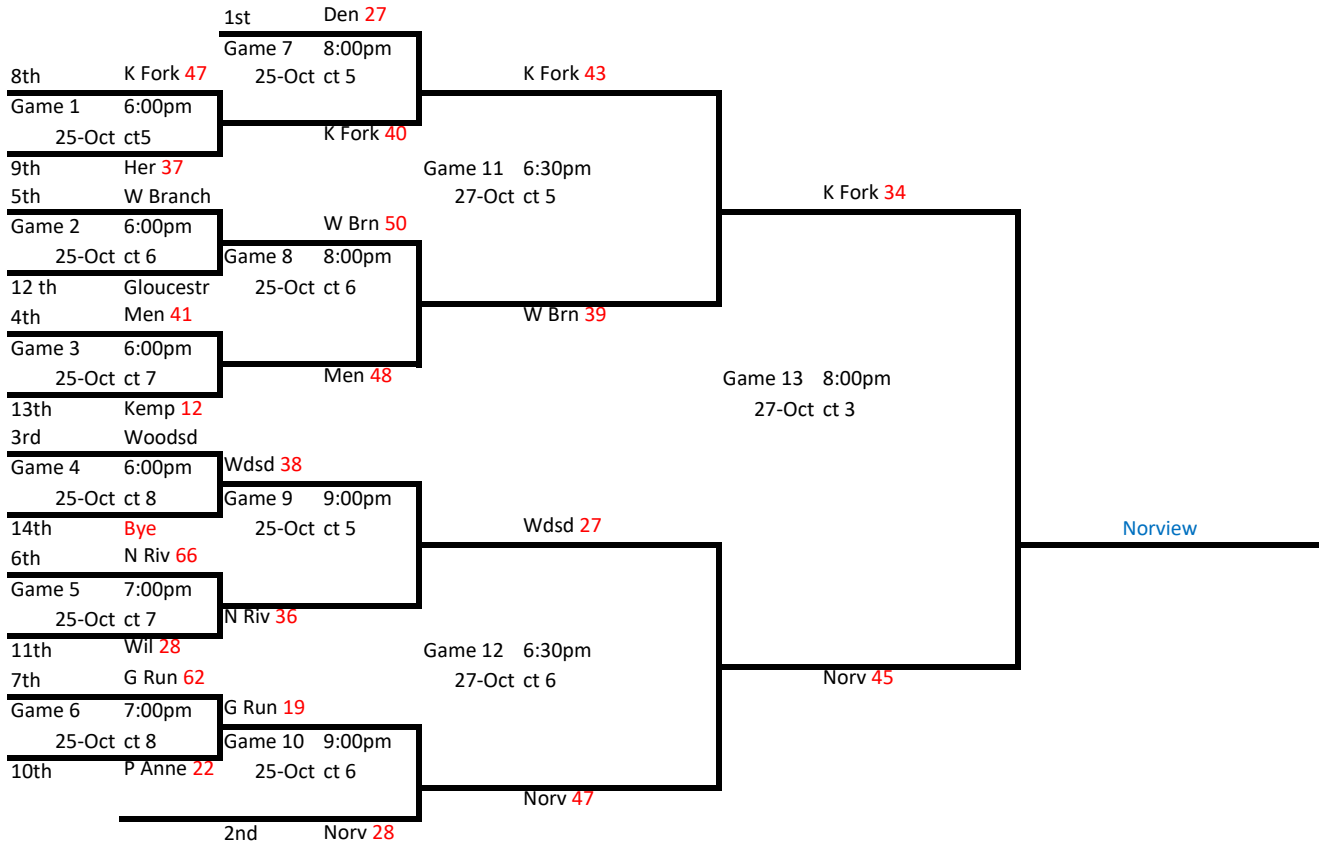 1st Den 27
Game 7 8:00pm
25-Oct ct 5
8th K Fork 47
Game 1 6:00pm
25-Oct ct5
9th Her 37
K Fork 40
K Fork 43
5th W Branch
Game 2 6:00pm
25-Oct ct 6
12 th Gloucestr
W Brn 50
Game 8 8:00pm
25-Oct ct 6
4th Men 41
Game 3 6:00pm
25-Oct ct 7
13th Kemp 12
Men 48
Game 11 6:30pm
27-Oct ct 5
W Brn 39
K Fork 34
Game 13 8:00pm
27-Oct ct 3
3rd Woodsd
Game 4 6:00pm
25-Oct ct 8
14th Bye
Wdsd 38
Game 9 9:00pm
25-Oct ct 5
6th N Riv 66
Game 5 7:00pm
25-Oct ct 7
11th Wil 28
N Riv 36
Wdsd 27
Norview
7th G Run 62
Game 6 7:00pm
25-Oct ct 8
10th P Anne 22
G Run 19
Game 10 9:00pm
25-Oct ct 6
2nd Norv 28
Game 12 6:30pm
27-Oct ct 6
Norv 47
Norv 45